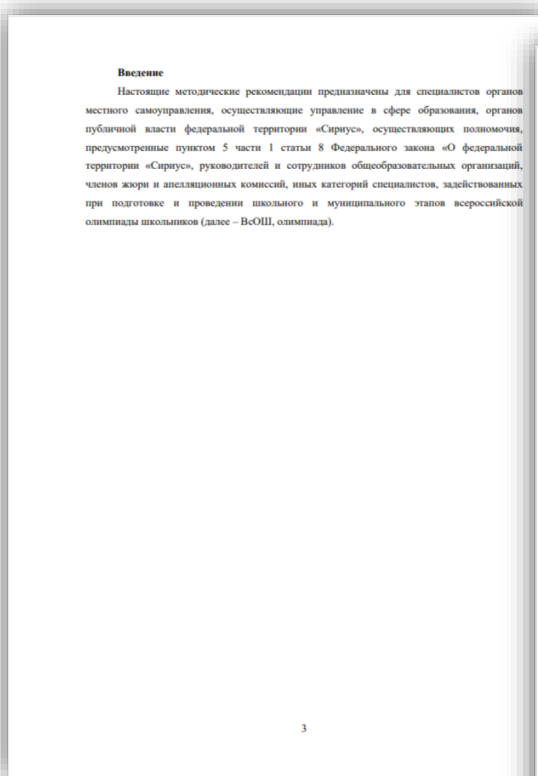 Введение
Настоящие методические рекомендации предназначены для специалистов органов
местного самоуправления, осуществляющие управление в сфере образования, органов
публичной власти федеральной территории «Сириус», осуществляющих полномочия,
предусмотренные пунктом 5 части 1 статьи 8 Федерального закона «О федеральной
территории «Сириус», руководителей и сотрудников общеобразовательных организаций,
членов жюри и апелляционных комиссий, иных категорий специалистов, задействованных
при подготовке и проведении школьного и муниципального этапов всероссийской
олимпиады школьников (далее – ВсОШ, олимпиада).
3